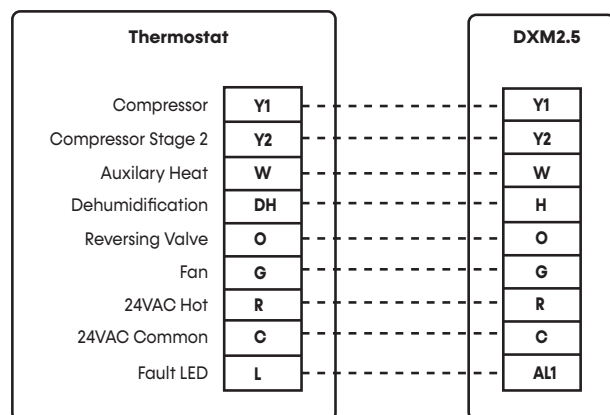 Thermostat DXM2.5
Compressor Y1 Y1
Compressor Stage 2 Y2 Y2
Auxilary Heat W W
Dehumidification DH H
Reversing Valve O O
Fan G G
24VAC Hot R R
24VAC Common C C
Fault LED L AL1